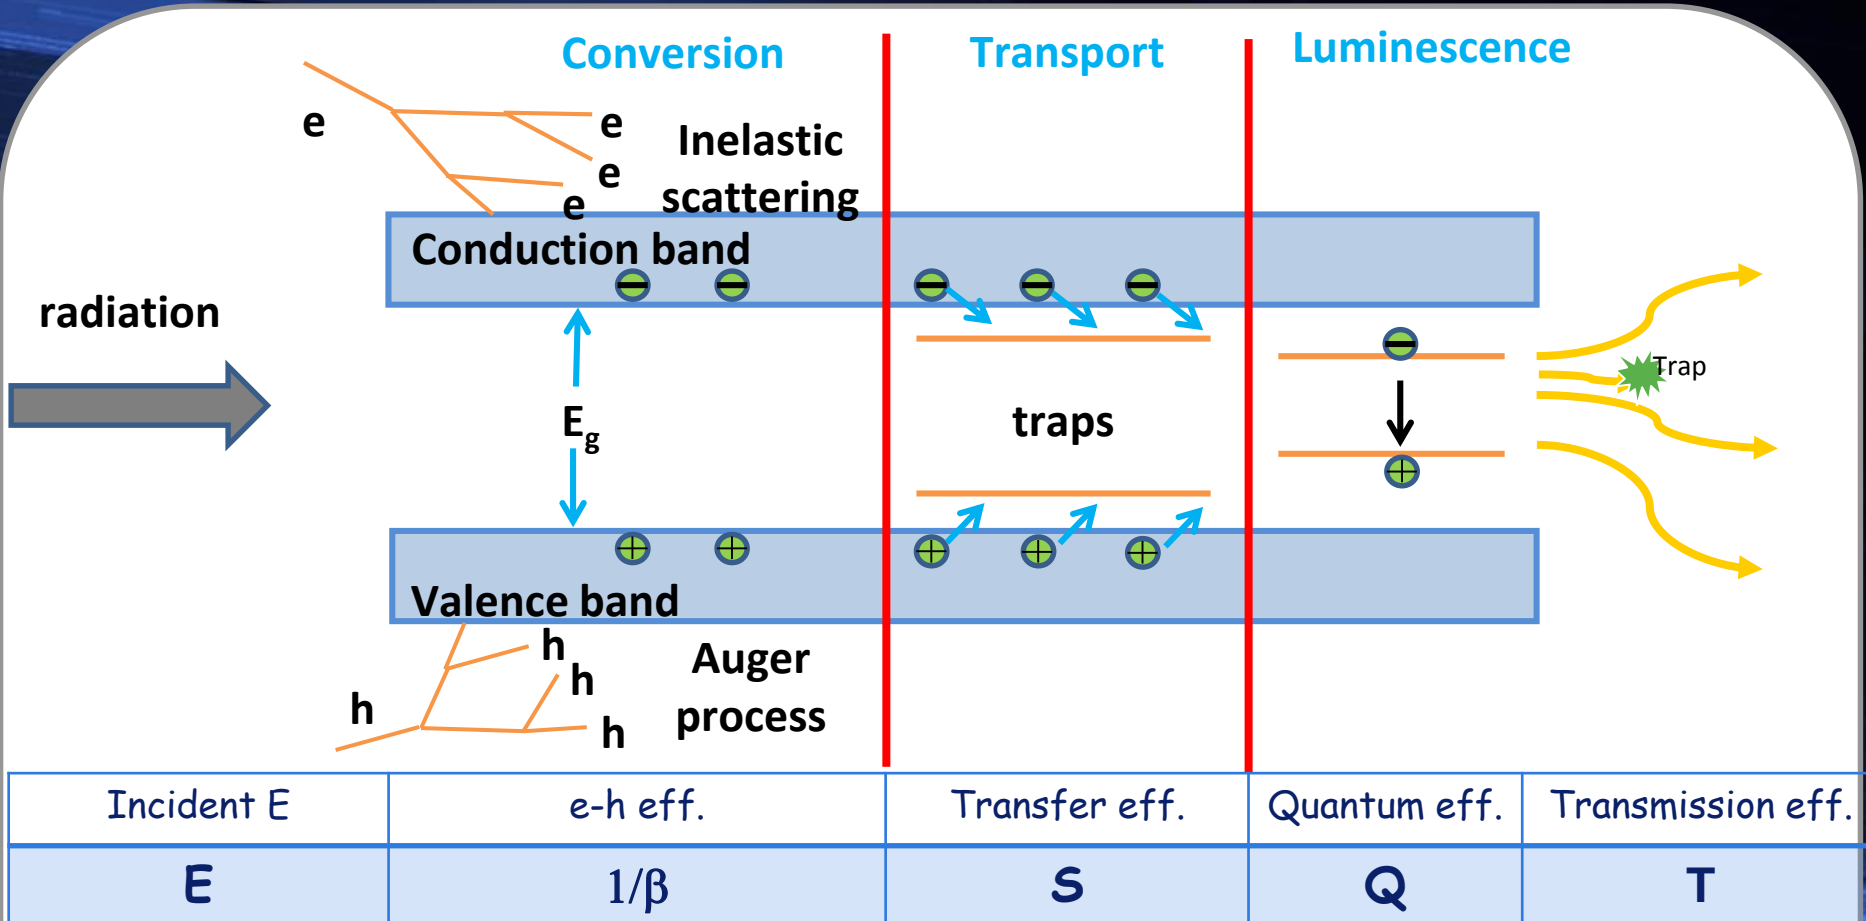 Conversion
Transport
Luminescence
e
e
e
e
Inelastic
scattering
Conduction band
radiation
Trap
E_g
traps
Valence band
h
h
h
h
Auger
process
Incident E
e-h eff.
Transfer eff.
Quantum eff.
Transmission eff.
E
1/β
S
Q
T